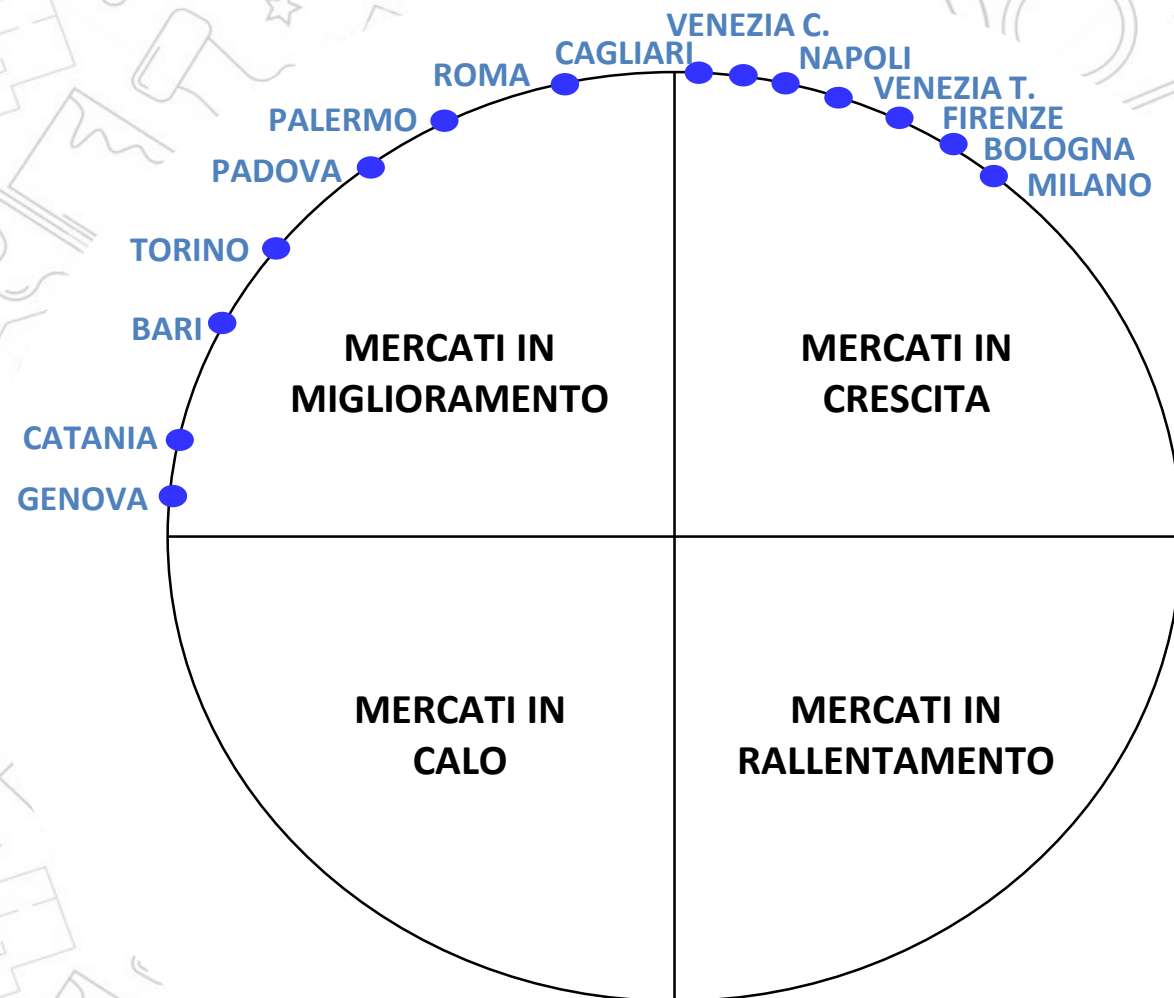 VENEZIA C.
CAGLIARI
NAPOLI
ROMA
VENEZIA T.
PALERMO
FIRENZE
BOLOGNA
PADOVA
MILANO
TORINO
BARI
MERCATI IN
MIGLIORAMENTO
MERCATI IN
CRESCITA
CATANIA
GENOVA
MERCATI IN
CALO
MERCATI IN
RALLENTAMENTO